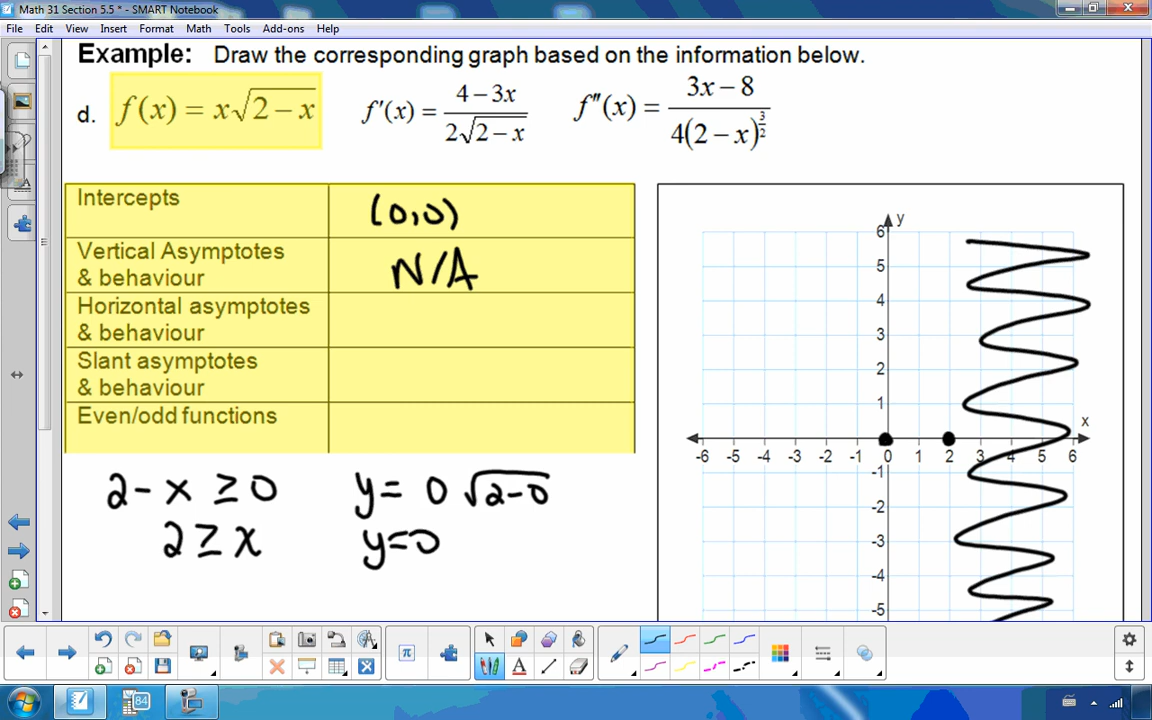 Math 31 Section 5.5 * - SMART Notebook
File Edit View Insert Format Math Tools Add-ons Help
Example: Draw the corresponding graph based on the information below.
d. f(x) = x√(2 − x) f′(x) = (4 − 3x)/(2√(2 − x)) f″(x) = (3x − 8)/(4(2 − x)^(3/2))
Intercepts (0,0)
Vertical Asymptotes
& behaviour N/A
Horizontal asymptotes
& behaviour
Slant asymptotes
& behaviour
Even/odd functions
2 - x ≥ 0 y = 0 √(2-0)
2 ≥ x y=0
y
6
5
4
3
2
1
x
-6 -5 -4 -3 -2 -1 0 1 2 3 4 5 6
-1
-2
-3
-4
-5
π
A
84